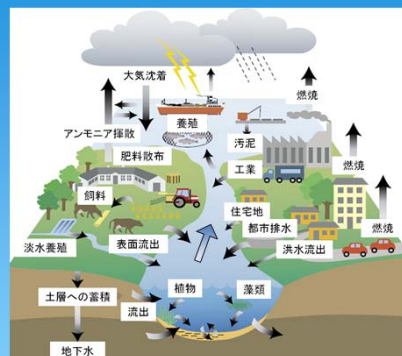 大気沈着
燃焼
養殖
汚泥
アンモニア揮散
肥料散布
工業
燃焼
飼料
住宅地
都市排水
淡水養殖
表面流出
洪水流出
燃焼
植物
藻類
土層への蓄積
流出
地下水